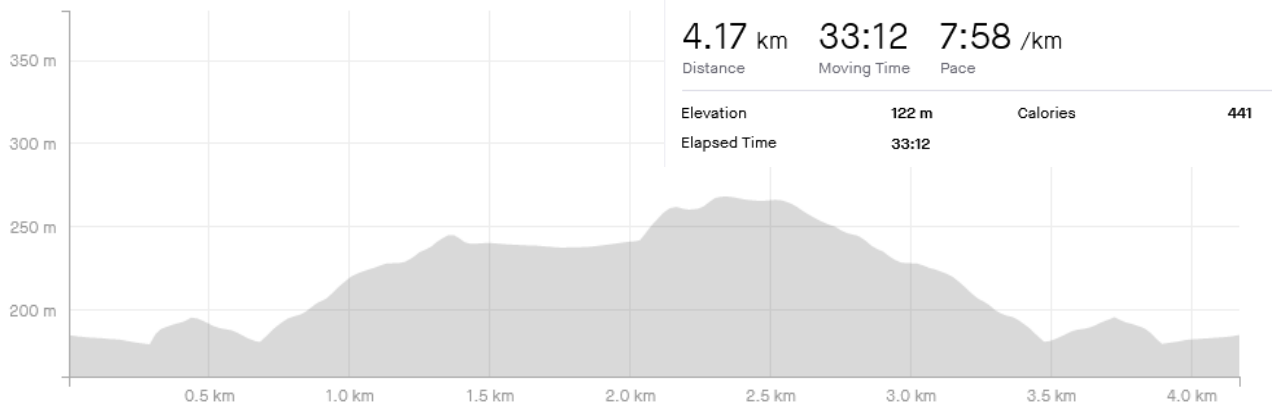 4.17 km 33:12 7:58 /km
Distance Moving Time Pace
Elevation 122 m Calories 441
Elapsed Time 33:12
350 m
300 m
250 m
200 m
0.5 km 1.0 km 1.5 km 2.0 km 2.5 km 3.0 km 3.5 km 4.0 km